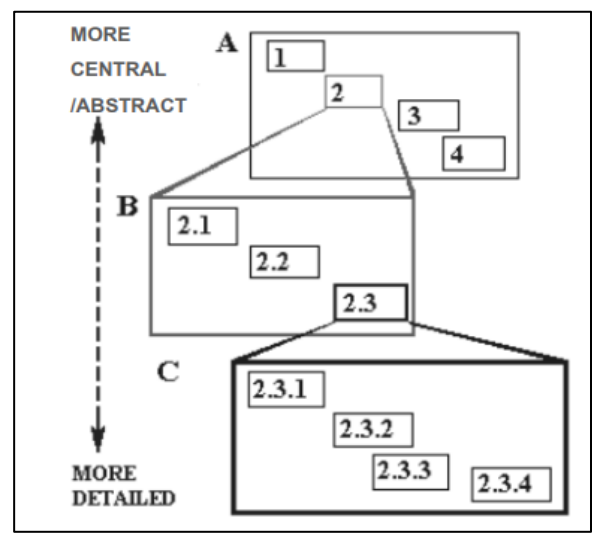 MORE
CENTRAL
/ABSTRACT
A
1
2
3
4
B
2.1
2.2
2.3
C
2.3.1
2.3.2
2.3.3
2.3.4
MORE
DETAILED